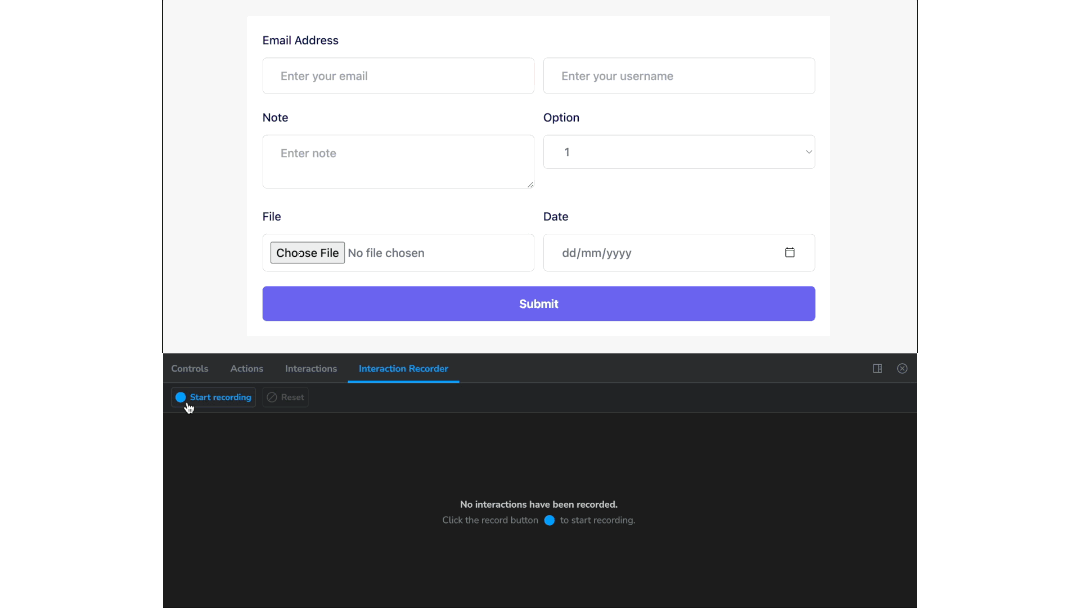 Email Address
Enter your email
Enter your username
Note
Option
Enter note
1
File
Date
Choose File No file chosen
dd/mm/yyyy
Submit
Controls Actions Interactions Interaction Recorder
Start recording Reset
No interactions have been recorded.
Click the record button to start recording.